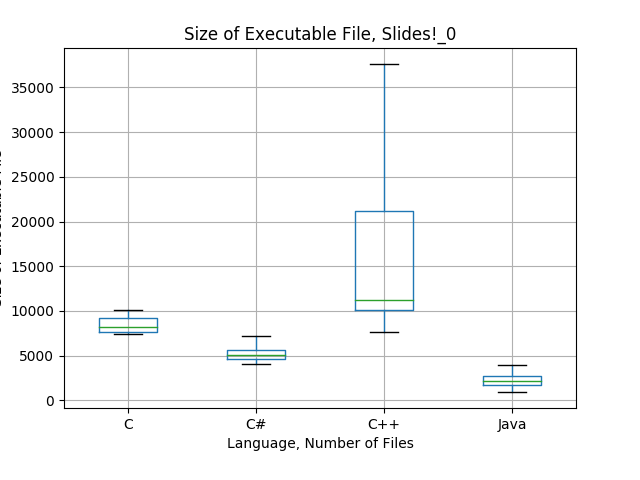 Size of Executable File, Slides!_0
35000
30000
25000
20000
15000
10000
5000
0
C
C#
C++
Java
Language, Number of Files